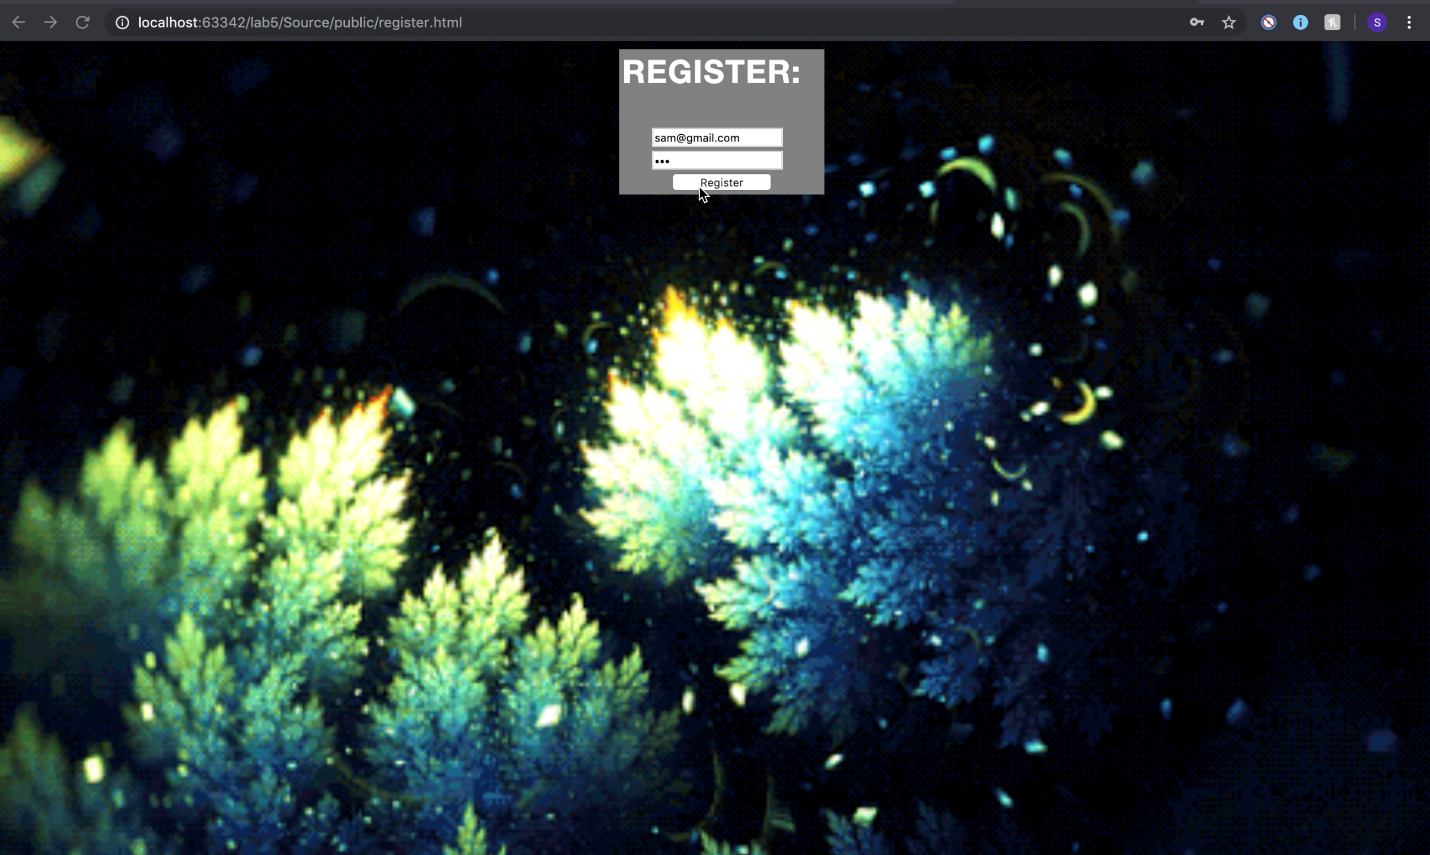 localhost:63342/lab5/Source/public/register.html
S
REGISTER:
sam@gmail.com
•••
Register